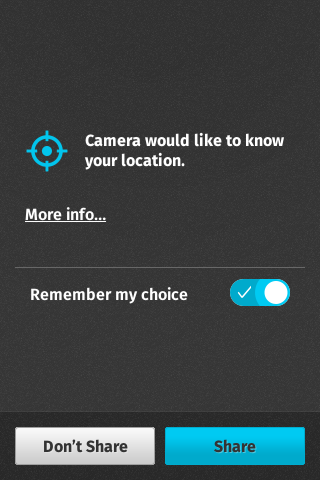 Camera would like to know
your location.
More info...
Remember my choice
Don't Share
Share